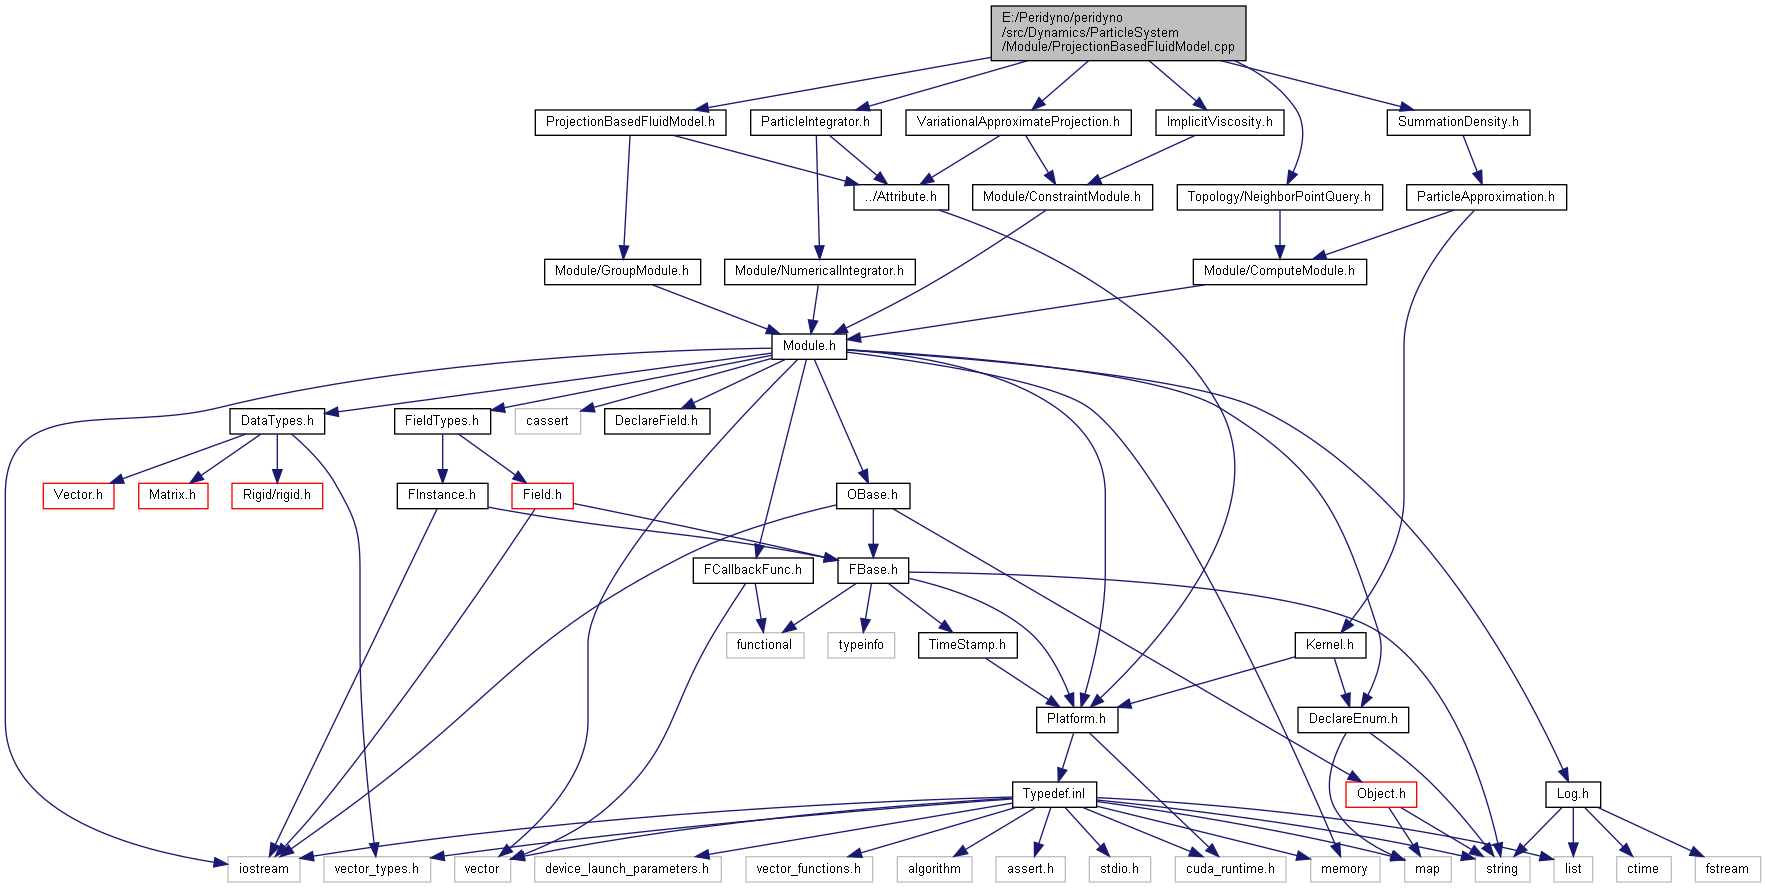 E:/Peridyno/peridyno
/src/Dynamics/ParticleSystem
/Module/ProjectionBasedFluidModel.cpp
ProjectionBasedFluidModel.h
ParticleIntegrator.h
VariationalApproximateProjection.h
ImplicitViscosity.h
SummationDensity.h
../Attribute.h
Module/ConstraintModule.h
Topology/NeighborPointQuery.h
ParticleApproximation.h
Module/GroupModule.h
Module/NumericalIntegrator.h
Module/ComputeModule.h
Module.h
DataTypes.h
FieldTypes.h
cassert
DeclareField.h
Vector.h
Matrix.h
Rigid/rigid.h
FInstance.h
Field.h
OBase.h
FCallbackFunc.h
FBase.h
functional
typeinfo
TimeStamp.h
Kernel.h
Platform.h
DeclareEnum.h
Typedef.inl
Object.h
Log.h
iostream
vector_types.h
vector
device_launch_parameters.h
vector_functions.h
algorithm
assert.h
stdio.h
cuda_runtime.h
memory
map
string
list
ctime
fstream